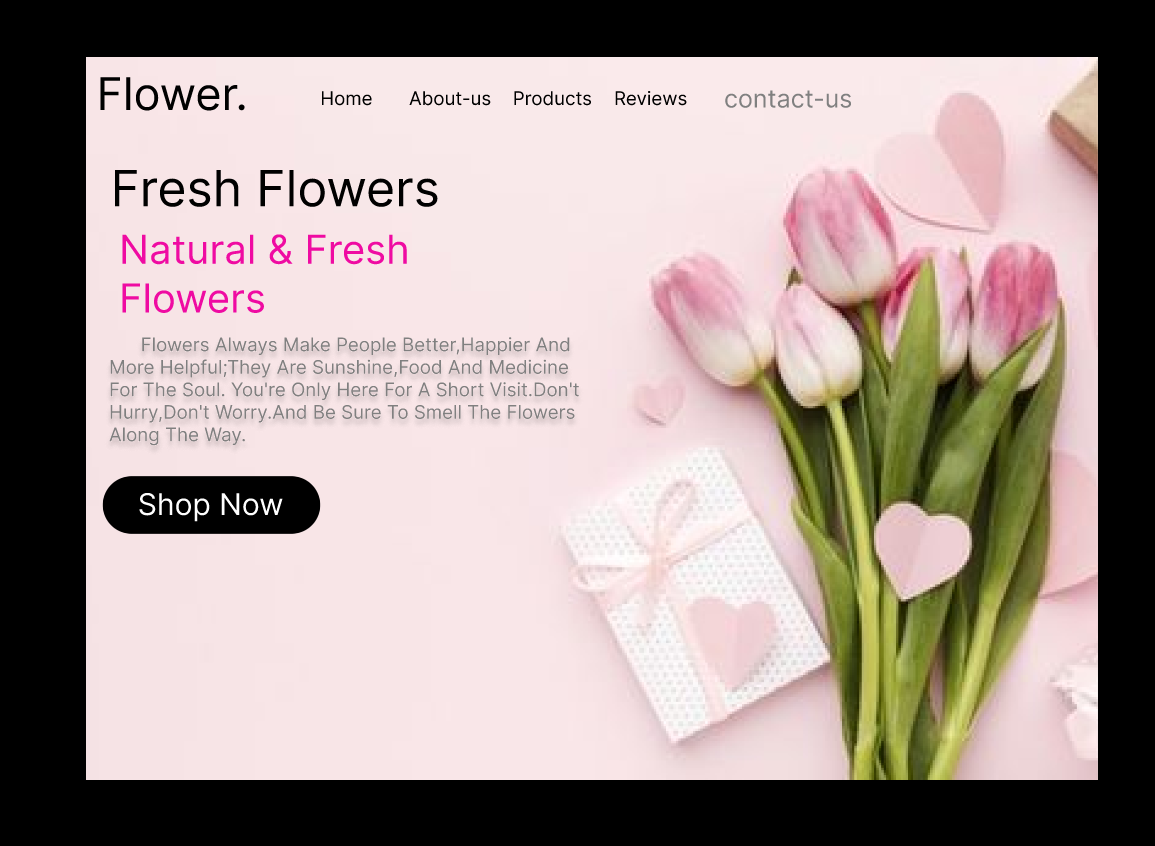 Flower.
Home About-us Products Reviews contact-us
Fresh Flowers
Natural & Fresh
Flowers
Flowers Always Make People Better,Happier And
More Helpful;They Are Sunshine,Food And Medicine
For The Soul. You're Only Here For A Short Visit.Don't
Hurry,Don't Worry.And Be Sure To Smell The Flowers
Along The Way.
Shop Now